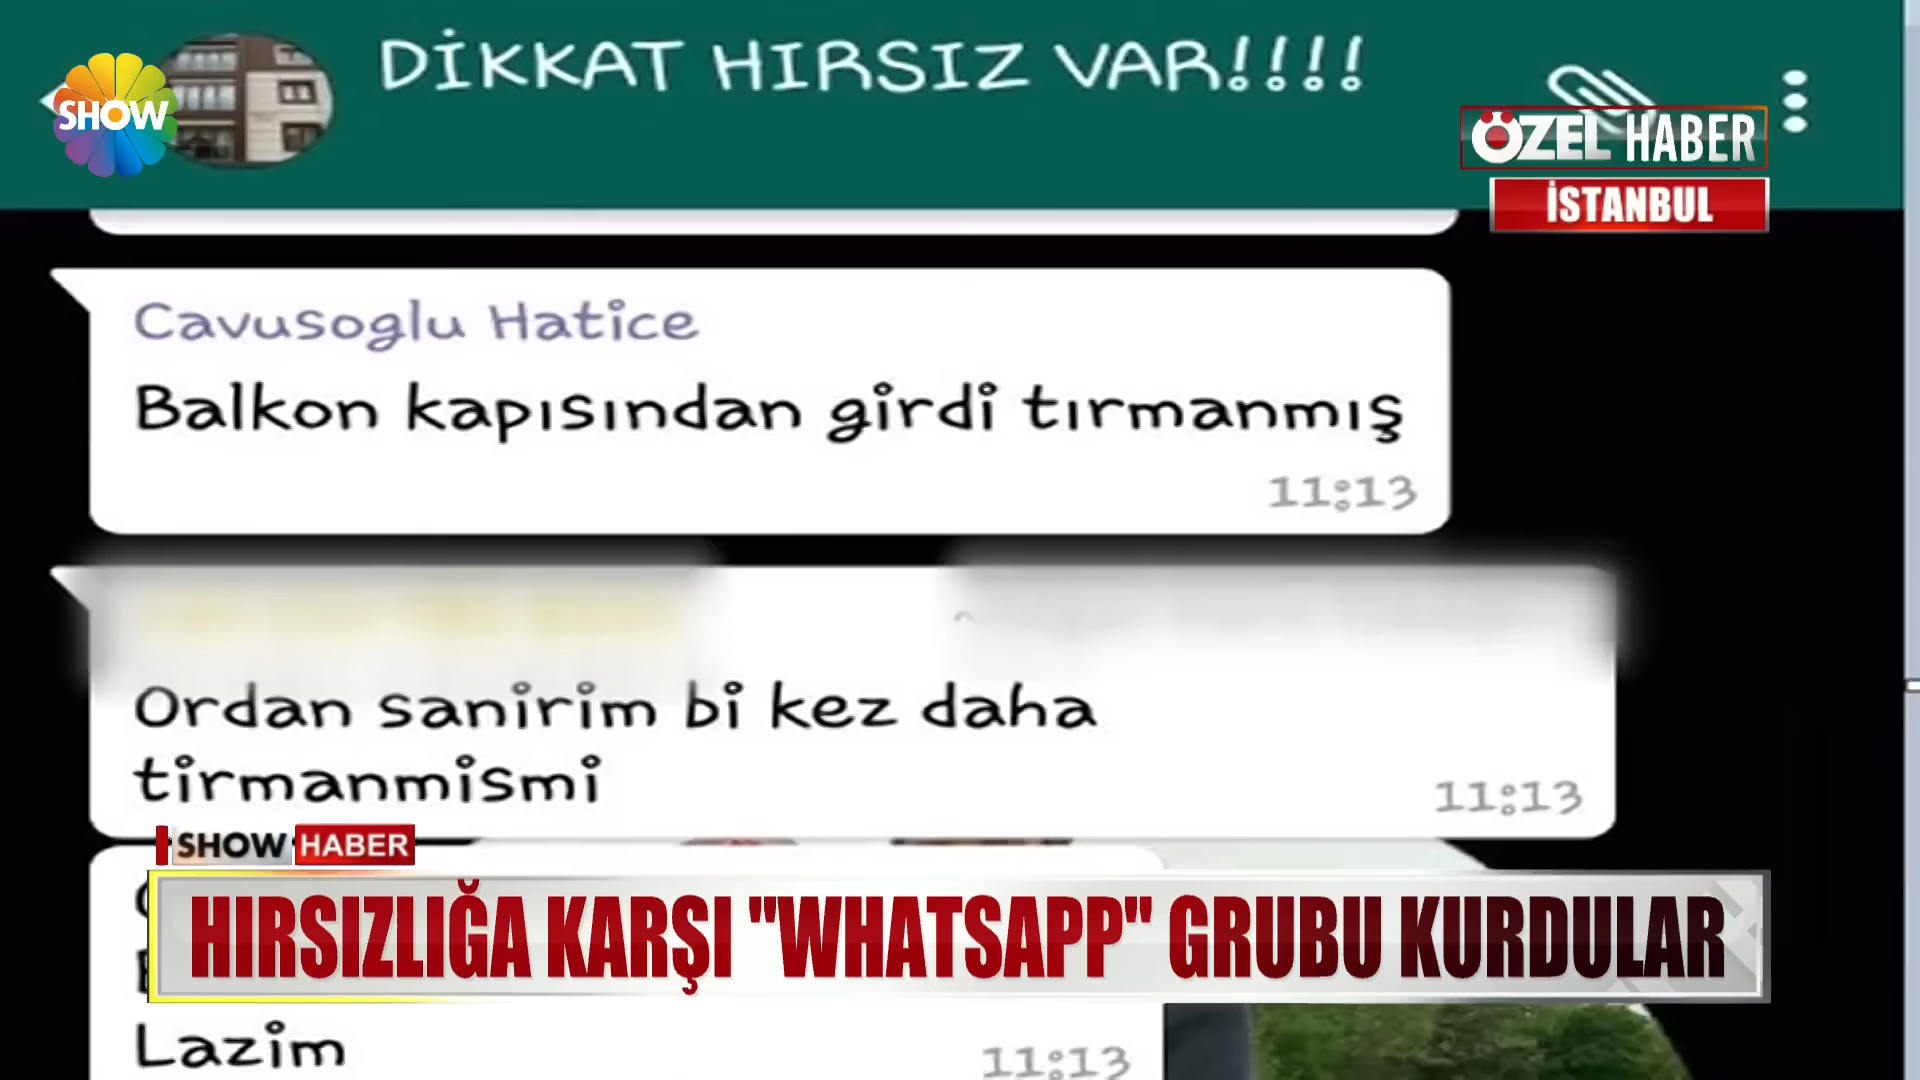 DİKKAT HIRSIZ VAR!!!!
SHOW
ÖZEL HABER
İSTANBUL
Cavusoglu Hatice
Balkon kapısından girdi tırmanmış
11:13
Ordan sanirim bi kez daha
tirmanmismi
11:13
SHOW HABER
HIRSIZLIĞA KARŞI "WHATSAPP" GRUBU KURDULAR
Lazim
11:13